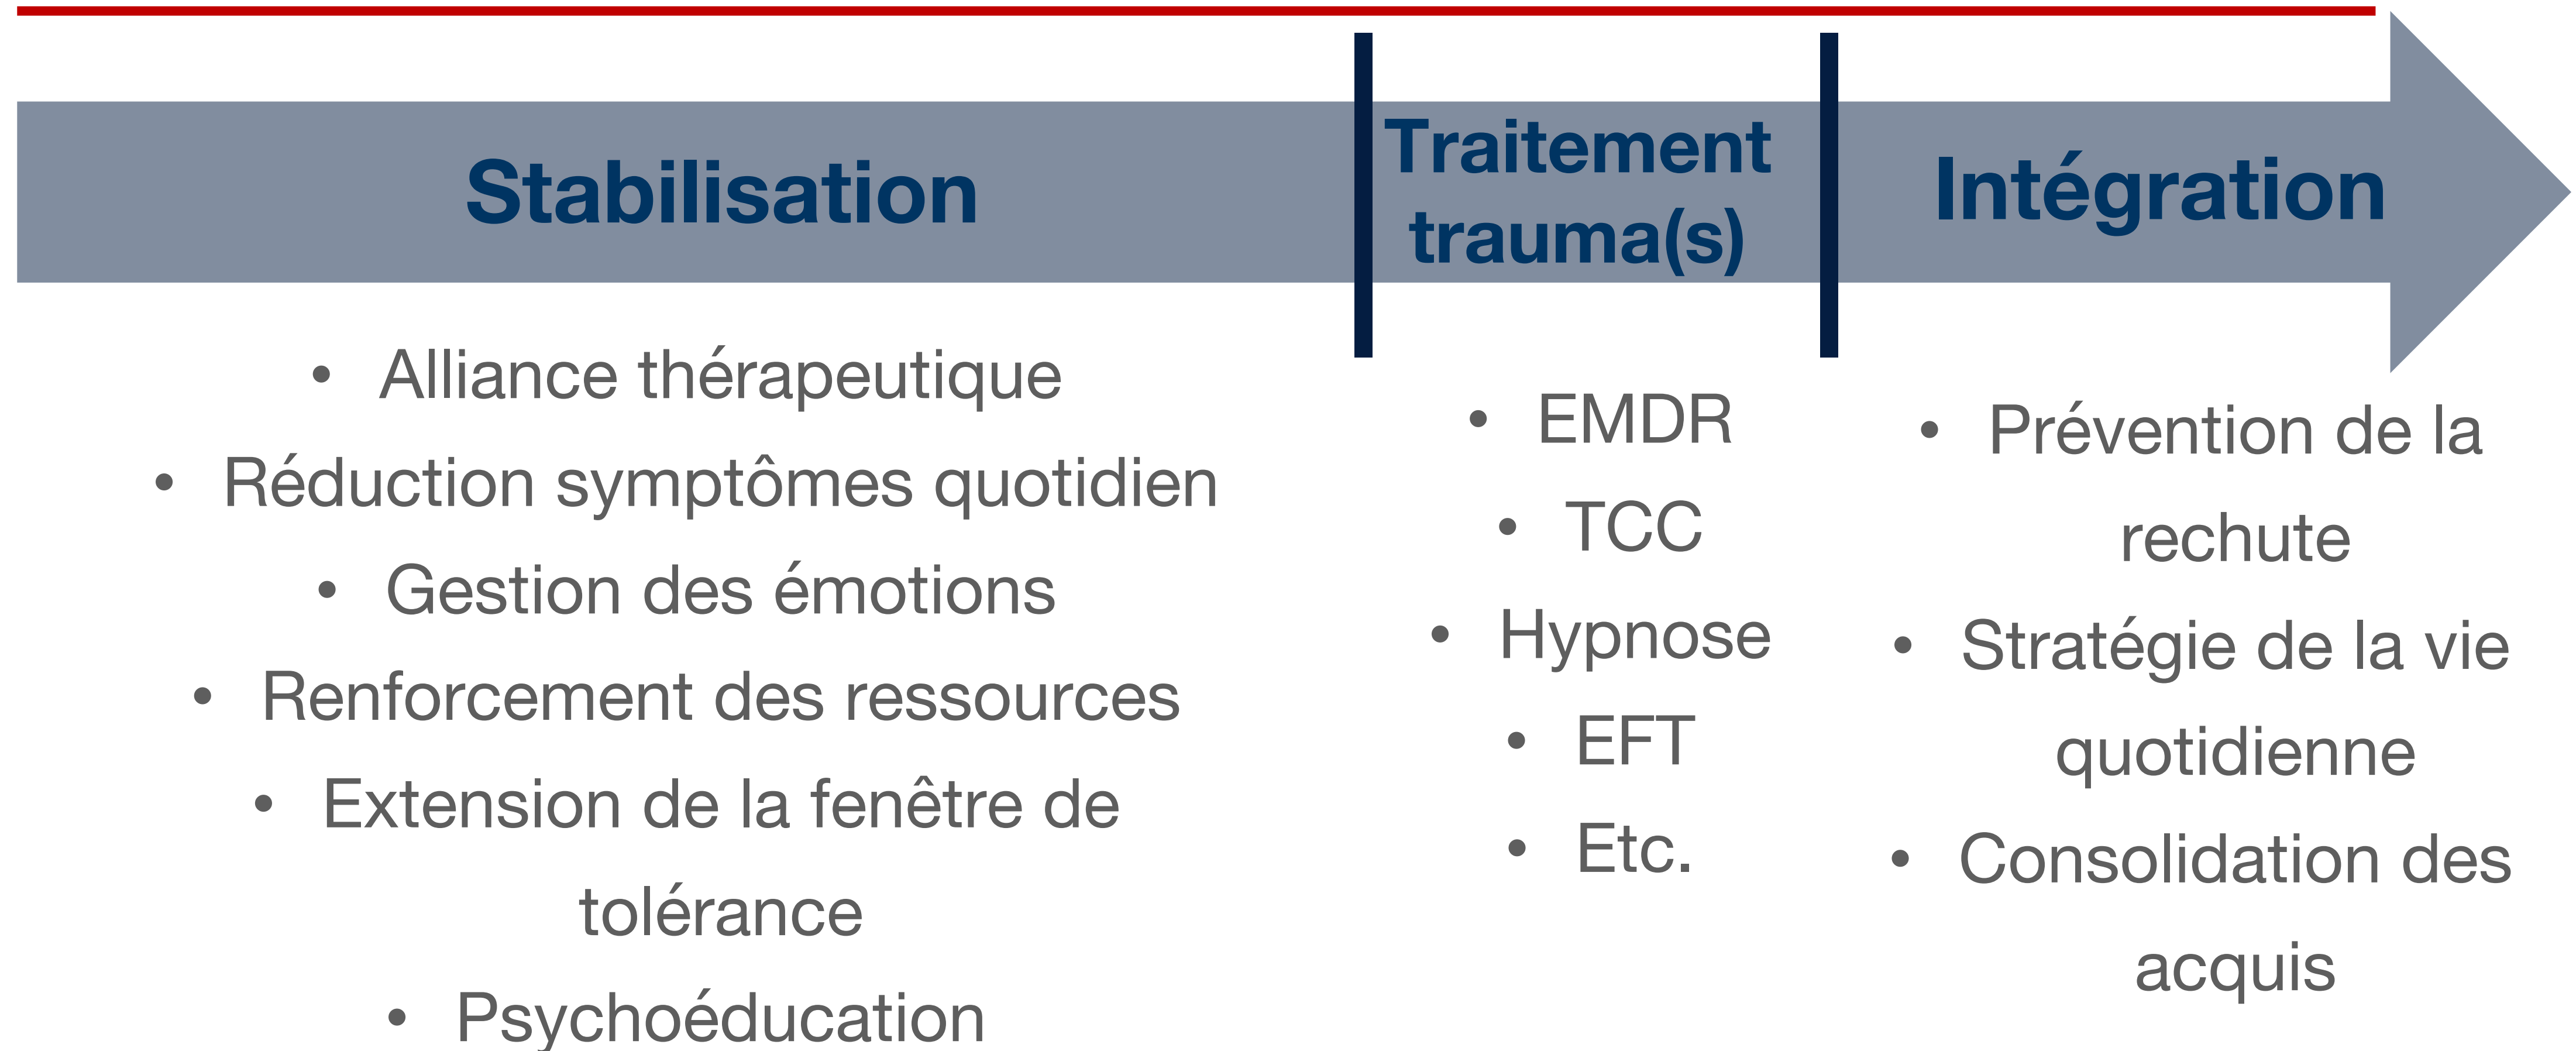 Stabilisation
Traitement
trauma(s)
Intégration
• Alliance thérapeutique
• Réduction symptômes quotidien
• Gestion des émotions
• Renforcement des ressources
• Extension de la fenêtre de
tolérance
• Psychoéducation
• EMDR
• TCC
• Hypnose
• EFT
• Etc.
• Prévention de la
rechute
• Stratégie de la vie
quotidienne
• Consolidation des
acquis